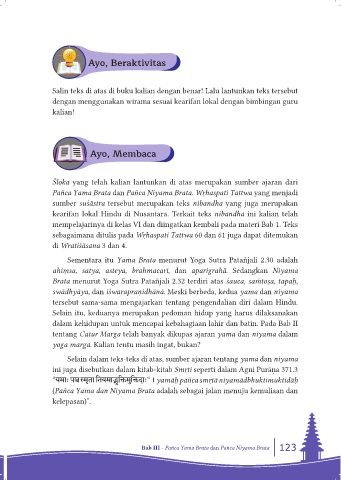 Ayo, Beraktivitas
Salin teks di atas di buku kalian dengan benar! Lalu lantunkan teks tersebut
dengan menggunakan wirama sesuai kearifan lokal dengan bimbingan guru
kalian!
Ayo, Membaca
Śloka yang telah kalian lantunkan di atas merupakan sumber ajaran dari
Pañca Yama Brata dan Pañca Niyama Brata. Wṛhaspati Tattwa yang menjadi
sumber suśāstra tersebut merupakan teks nibandha yang juga merupakan
kearifan lokal Hindu di Nusantara. Terkait teks nibandha ini kalian telah
mempelajarinya di kelas VI dan diingatkan kembali pada materi Bab 1. Teks
sebagaimana ditulis pada Wṛhaspati Tattwa 60 dan 61 juga dapat ditemukan
di Wratiśāsana 3 dan 4.
Sementara itu Yama Brata menurut Yoga Sutra Patañjali 2.30 adalah
ahiṃsa, satya, asteya, brahmacari, dan aparigrahā. Sedangkan Niyama
Brata menurut Yoga Sutra Patañjali 2.32 terdiri atas śauca, saṁtoṣa, tapaḥ,
swādhyāya, dan iśwarapraṇidhānā. Meski berbeda, kedua yama dan niyama
tersebut sama-sama mengajarkan tentang pengendalian diri dalam Hindu.
Selain itu, keduanya merupakan pedoman hidup yang harus dilaksanakan
dalam kehidupan untuk mencapai kebahagiaan lahir dan batin. Pada Bab II
tentang Catur Marga telah banyak dikupas ajaran yama dan niyama dalam
yoga marga. Kalian tentu masih ingat, bukan?
Selain dalam teks-teks di atas, sumber ajaran tentang yama dan niyama
ini juga disebutkan dalam kitab-kitab Smṛti seperti dalam Agni Purāṇa 371.3
“यमाः पञ्च स्मृता नियमाद्भुक्तिमुक्तिदाः” I yamāḥ pañca smṛtā niyamādbhuktimuktidāḥ
(Pañca Yama dan Niyama Brata adalah sebagai jalan menuju kemuliaan dan
kelepasan)”.
Bab III - Pañca Yama Brata dan Pañca Niyama Brata 123